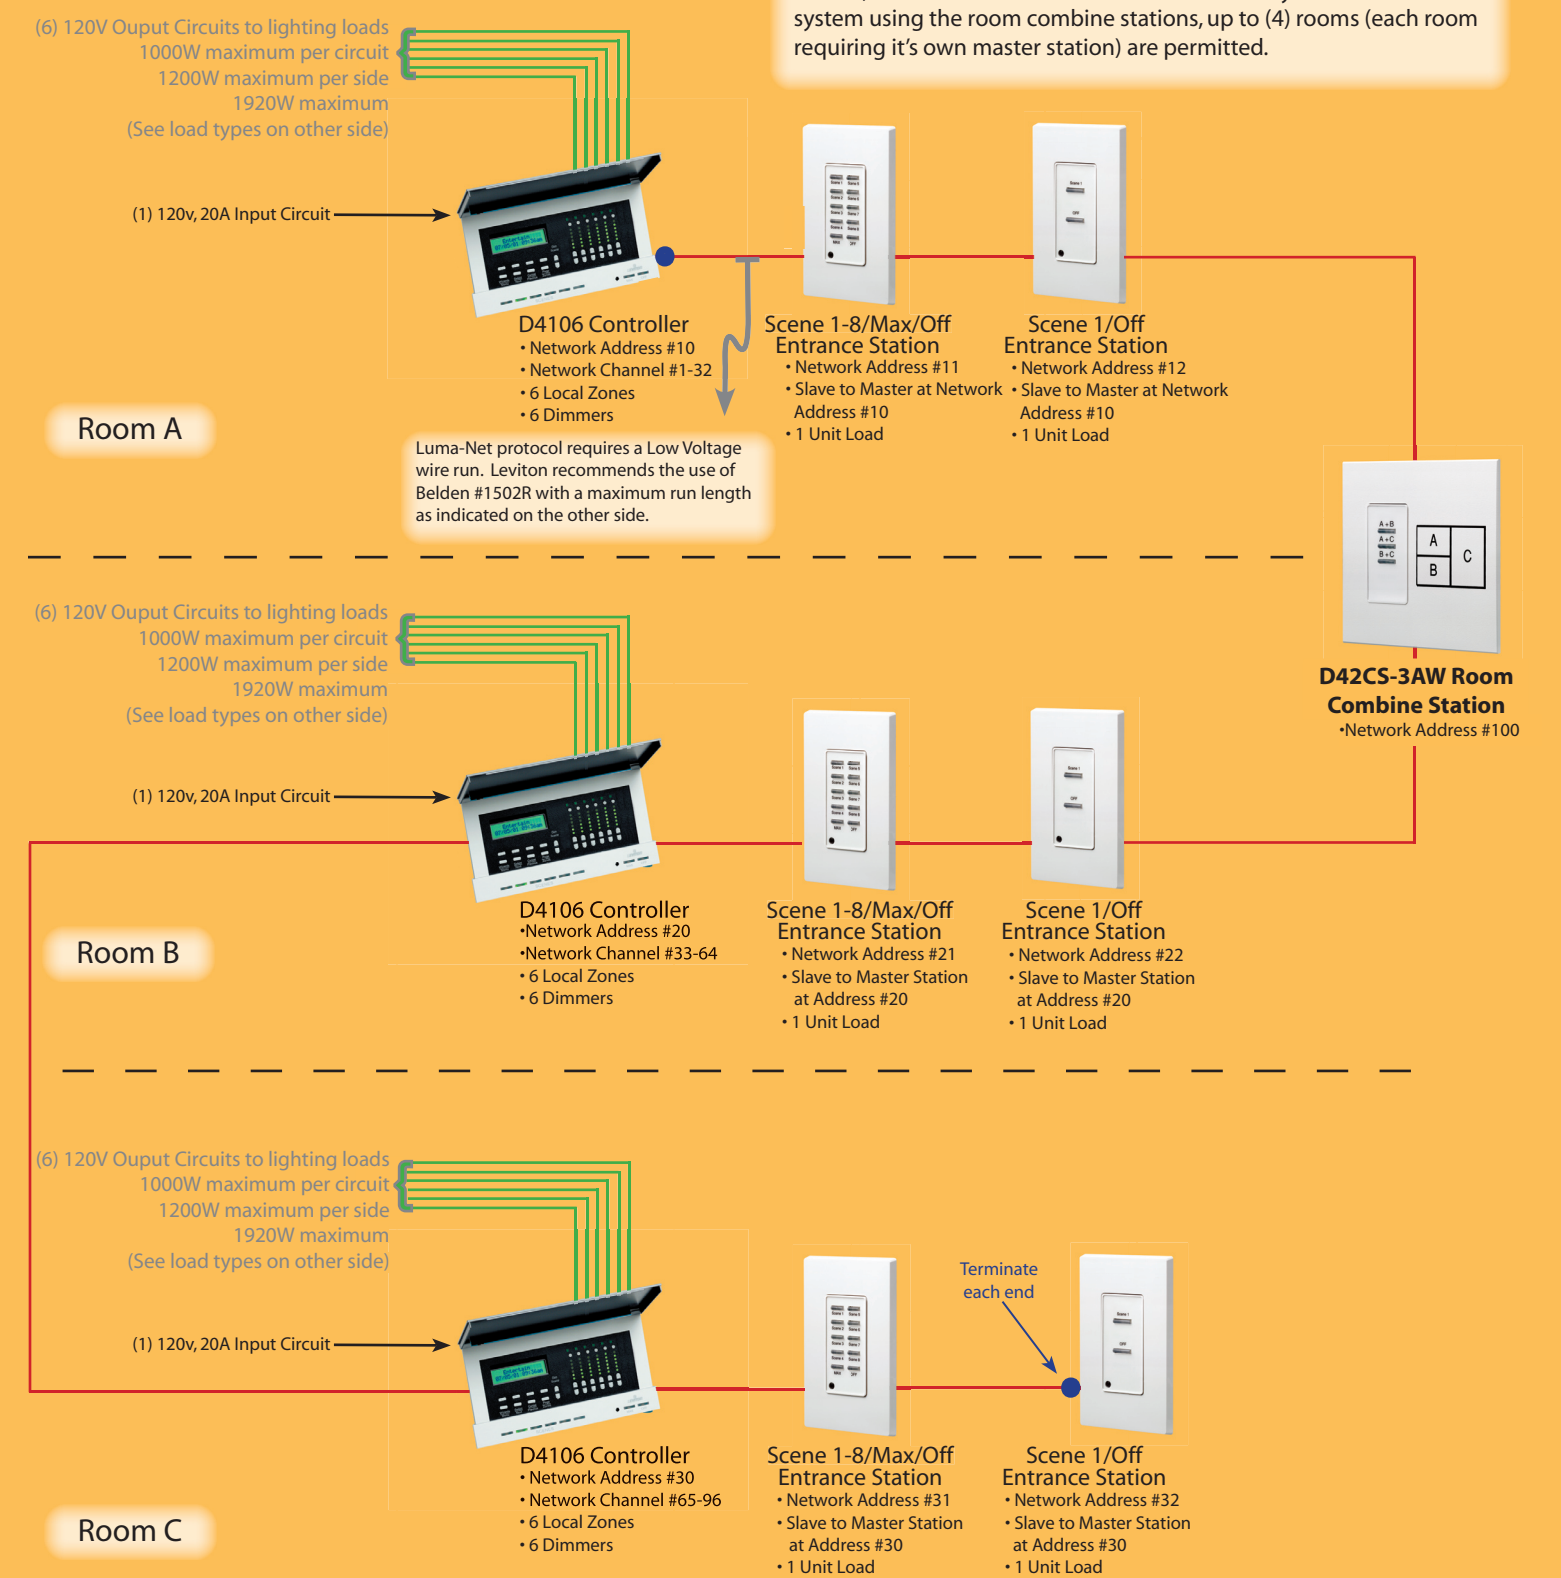 system using the room combine stations, up to (4) rooms (each room
requiring it's own master station) are permitted.
(6) 120V Ouput Circuits to lighting loads
1000W maximum per circuit
1200W maximum per side
1920W maximum
(See load types on other side)
(1) 120v, 20A Input Circuit
D4106 Controller
• Network Address #10
• Network Channel #1-32
• 6 Local Zones
• 6 Dimmers
Scene 1-8/Max/Off
Entrance Station
• Network Address #11
• Slave to Master at Network
Address #10
• 1 Unit Load
Scene 1/Off
Entrance Station
• Network Address #12
• Slave to Master at Network
Address #10
• 1 Unit Load
Room A
Luma-Net protocol requires a Low Voltage
wire run. Leviton recommends the use of
Belden #1502R with a maximum run length
as indicated on the other side.
A+B
A+C
B+C
A
B
C
D42CS-3AW Room
Combine Station
•Network Address #100
(6) 120V Ouput Circuits to lighting loads
1000W maximum per circuit
1200W maximum per side
1920W maximum
(See load types on other side)
(1) 120v, 20A Input Circuit
D4106 Controller
•Network Address #20
•Network Channel #33-64
• 6 Local Zones
• 6 Dimmers
Scene 1-8/Max/Off
Entrance Station
• Network Address #21
• Slave to Master Station
at Address #20
• 1 Unit Load
Scene 1/Off
Entrance Station
• Network Address #22
• Slave to Master Station
at Address #20
• 1 Unit Load
Room B
(6) 120V Ouput Circuits to lighting loads
1000W maximum per circuit
1200W maximum per side
1920W maximum
(See load types on other side)
(1) 120v, 20A Input Circuit
Terminate
each end
D4106 Controller
• Network Address #30
• Network Channel #65-96
• 6 Local Zones
• 6 Dimmers
Scene 1-8/Max/Off
Entrance Station
• Network Address #31
• Slave to Master Station
at Address #30
• 1 Unit Load
Scene 1/Off
Entrance Station
• Network Address #32
• Slave to Master Station
at Address #30
• 1 Unit Load
Room C